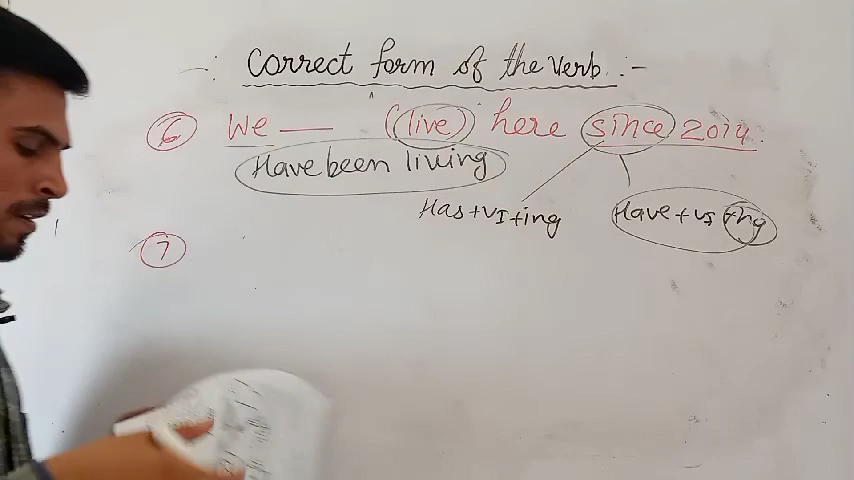 -: Correct form of the verb :-
6 We — (live) here since 2014.
Have been living
Has+vI+ing Have+vI+ing
7